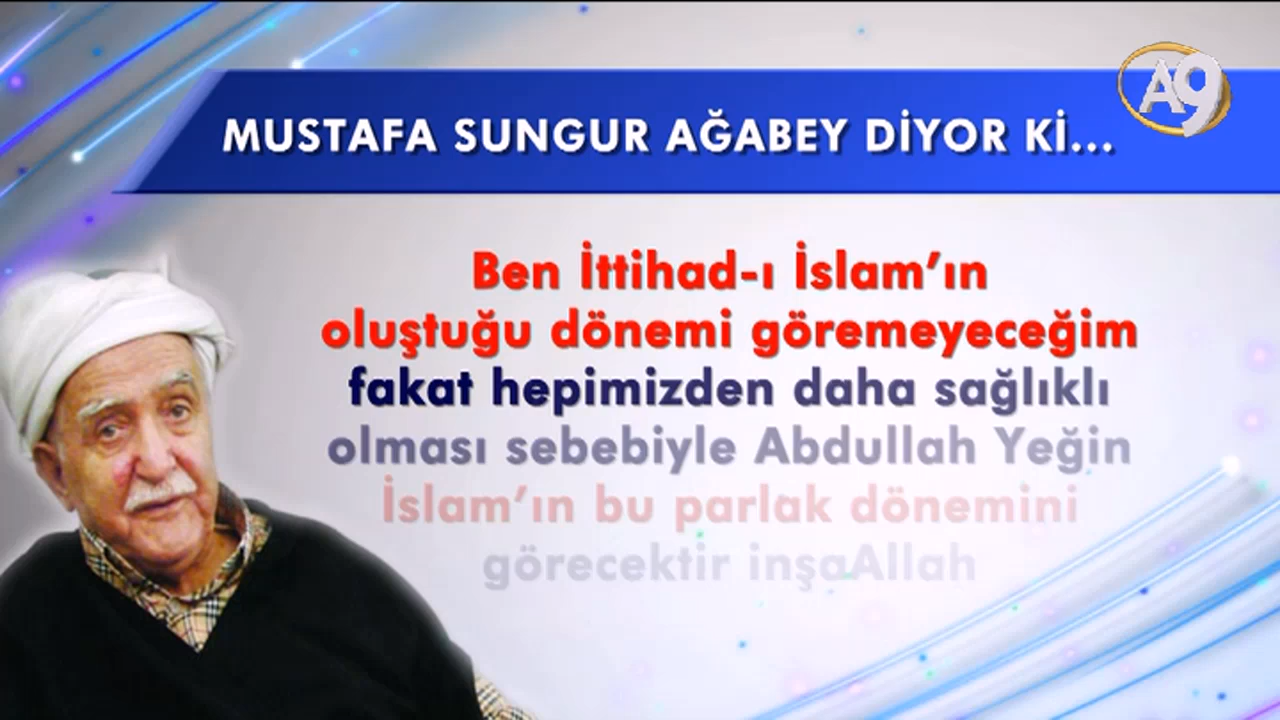 A9
MUSTAFA SUNGUR AĞABEY DİYOR Kİ...
Ben İttihad-ı İslam’ın
oluştuğu dönemi göremeyeceğim
fakat hepimizden daha sağlıklı
olması sebebiyle Abdullah Yeğin
İslam’ın bu parlak dönemini
görecektir inşaAllah